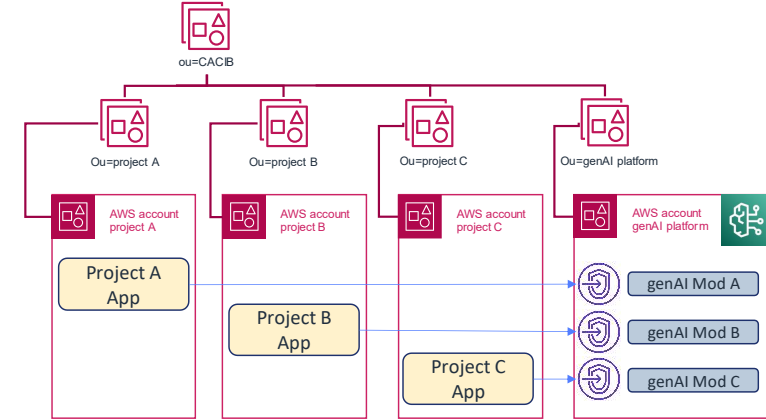 ou=CACIB
Ou=project A
Ou=project B
Ou=project C
Ou=genAI platform
AWS account
project A
AWS account
project B
AWS account
project C
AWS account
genAI platform
Project A
App
genAI Mod A
Project B
App
genAI Mod B
Project C
App
genAI Mod C